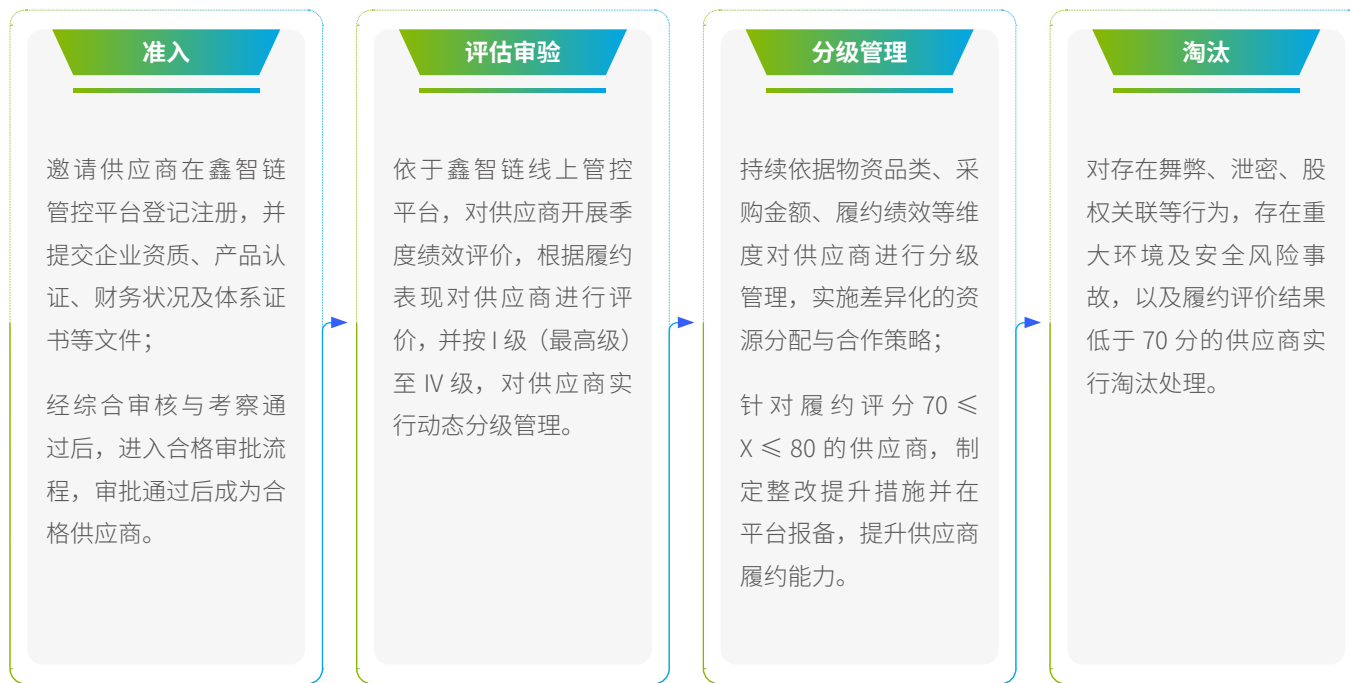 准入
邀请供应商在鑫智链
管控平台登记注册，并
提交企业资质、产品认
证、财务状况及体系证
书等文件；
经综合审核与考察通
过后，进入合格审批流
程，审批通过后成为合
格供应商。
评估审验
依于鑫智链线上管控
平台，对供应商开展季
度绩效评价，根据履约
表现对供应商进行评
价，并按 I 级（最高级）
至 IV 级，对供应商实
行动态分级管理。
分级管理
持续依据物资品类、采
购金额、履约绩效等维
度对供应商进行分级
管理，实施差异化的资
源分配与合作策略；
针对履约评分 70 ≤
X ≤ 80 的供应商，制
定整改提升措施并在
平台报备，提升供应商
履约能力。
淘汰
对存在舞弊、泄密、股
权关联等行为，存在重
大环境及安全风险事
故，以及履约评价结果
低于 70 分的供应商实
行淘汰处理。